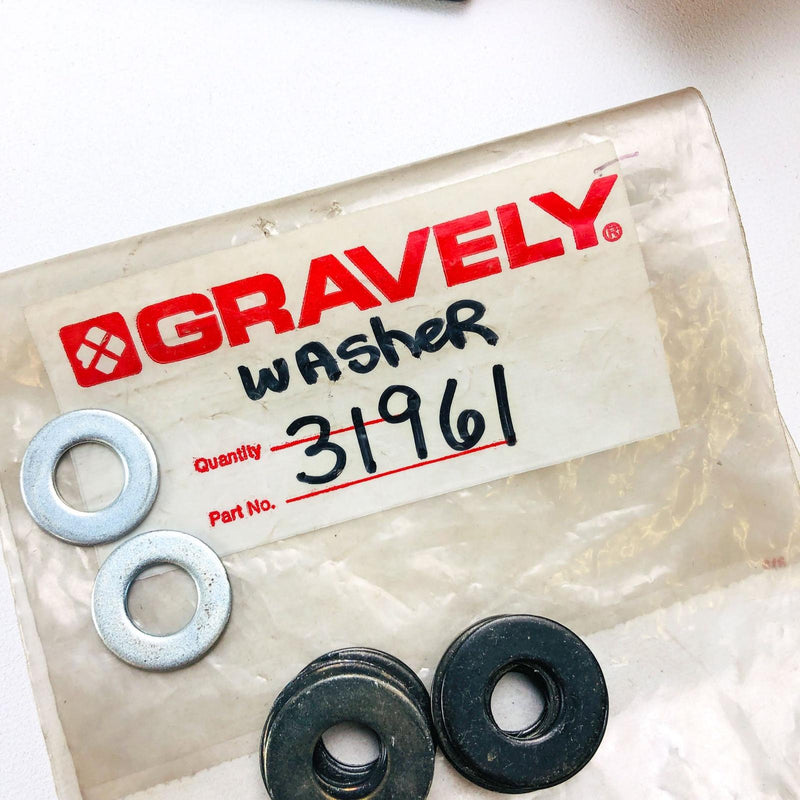 GRAVELY®
WASHER
Quantity 31961
Part No.